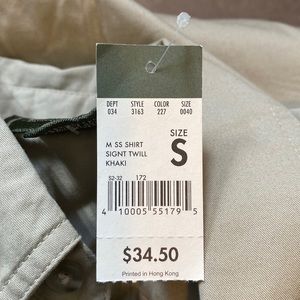 DEPT STYLE COLOR SIZE
034 3163 227 0040
M SS SHIRT
SIGNT TWILL
KHAKI
SIZE
S
S2-32 172
4 10005 55179 5
$34.50
Printed in Hong Kong